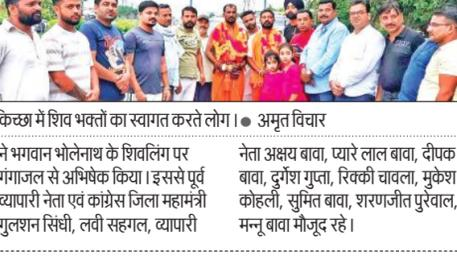 किच्छा में शिव भक्तों का स्वागत करते लोग। ● अमृत विचार
ने भगवान भोलेनाथ के शिवलिंग पर
गंगाजल से अभिषेक किया। इससे पूर्व
व्यापारी नेता एवं कांग्रेस जिला महामंत्री
गुलशन सिंधी, लवी सहगल, व्यापारी
नेता अक्षय बावा, प्यारे लाल बावा, दीपक
बावा, दुर्गेश गुप्ता, रिक्की चावला, मुकेश
कोहली, सुमित बावा, शरणजीत पुरेवाल,
मन्नू बावा मौजूद रहे।